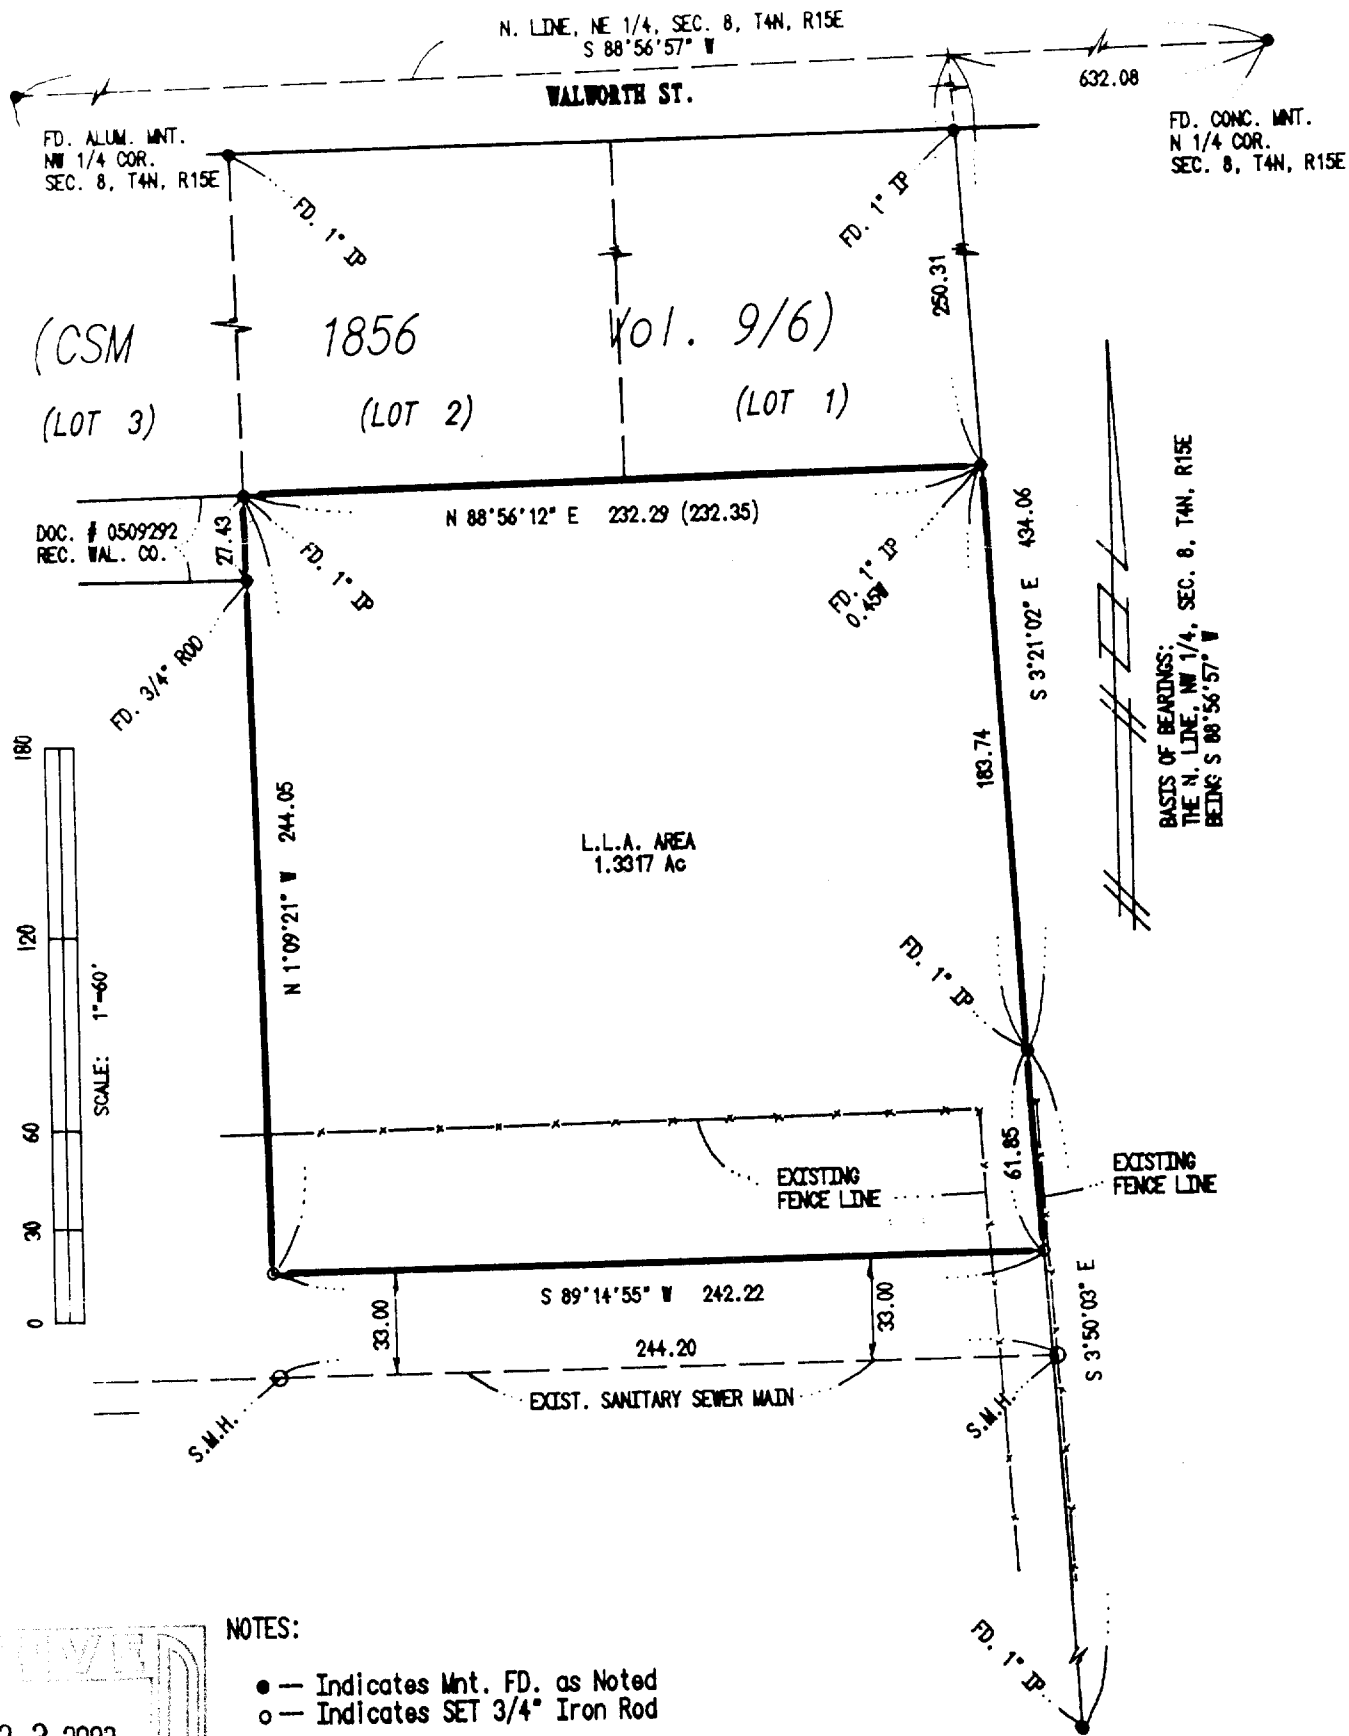 N. LINE, NE 1/4, SEC. 8, T4N, R15E
S 88°56'57" W
WALWORTH ST.
632.08
FD. ALUM. MNT.
NW 1/4 COR.
SEC. 8, T4N, R15E
FD. CONC. MNT.
N 1/4 COR.
SEC. 8, T4N, R15E
FD. 1" IP
FD. 1" IP
250.31
(CSM 1856 Vol. 9/6)
(LOT 3)
(LOT 2)
(LOT 1)
DOC. # 0509292
REC. WAL. CO.
27.43
N 88°56'12" E 232.29 (232.35)
FD. 1" IP
FD. 1" IP
0.45W
S 3°21'02" E 434.06
FD. 3/4" ROD
BASIS OF BEARINGS:
THE N. LINE, NW 1/4, SEC. 8, T4N, R15E
BEING S 88°56'57" W
183.74
N 1°09'21" W 244.05
L.L.A. AREA
1.3317 Ac
180
120
60
30
0
SCALE: 1"=60'
FD. 1" IP
61.85
EXISTING
FENCE LINE
EXISTING
FENCE LINE
S 89°14'55" W 242.22
33.00
33.00
244.20
S 3°50'03" E
EXIST. SANITARY SEWER MAIN
S.M.H.
S.M.H.
FD. 1" IP
NOTES:
● — Indicates Mnt. FD. as Noted
○ — Indicates SET 3/4" Iron Rod